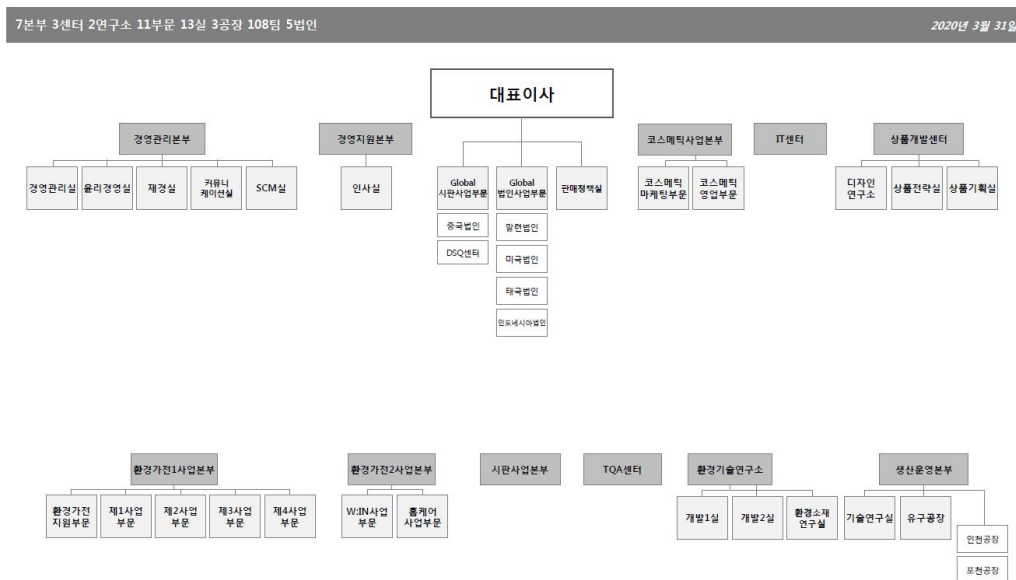 7본부 3센터 2연구소 11부문 13실 3공장 108팀 5법인
2020년 3월 31일
대표이사
경영관리본부
경영지원본부
코스메틱사업본부
IT센터
상품개발센터
경영관리실
윤리경영실
재경실
커뮤니
케이션실
SCM실
인사실
Global
시판사업부문
Global
법인사업부문
판매정책실
코스메틱
마케팅부문
코스메틱
영업부문
디자인
연구소
상품전략실
상품기획실
중국법인
DSQ센터
말련법인
미국법인
태국법인
인도네시아법인
환경가전1사업본부
환경가전2사업본부
시판사업본부
TQA센터
환경기술연구소
생산운영본부
환경가전
지원부문
제1사업
부문
제2사업
부문
제3사업
부문
제4사업
부문
W:IN사업
부문
홈케어
사업부문
개발1실
개발2실
환경소재
연구실
기술연구실
유구공장
인천공장
포천공장